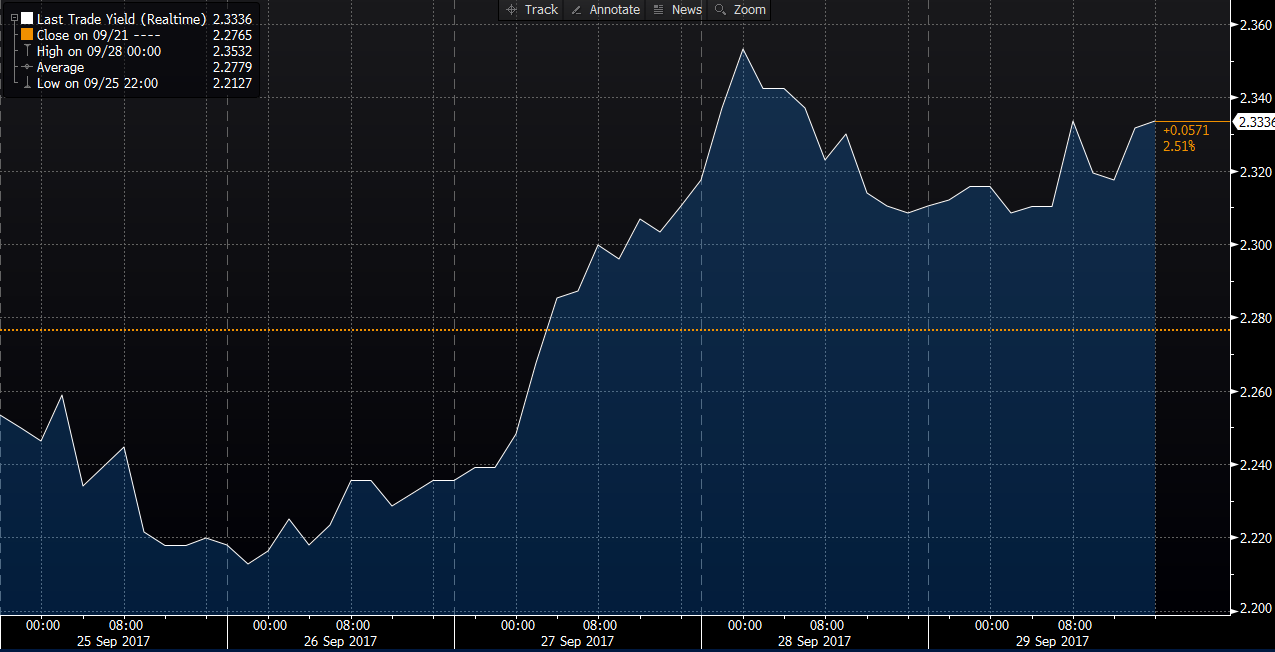 Track Annotate News Zoom
Last Trade Yield (Realtime) 2.3336
Close on 09/21 ---- 2.2765
High on 09/28 00:00 2.3532
Average 2.2779
Low on 09/25 22:00 2.2127
2.360
2.340
2.3336
+0.0571
2.51%
2.320
2.300
2.280
2.260
2.240
2.220
2.200
00:00 08:00 00:00 08:00 00:00 08:00 00:00 08:00 00:00 08:00
25 Sep 2017 26 Sep 2017 27 Sep 2017 28 Sep 2017 29 Sep 2017